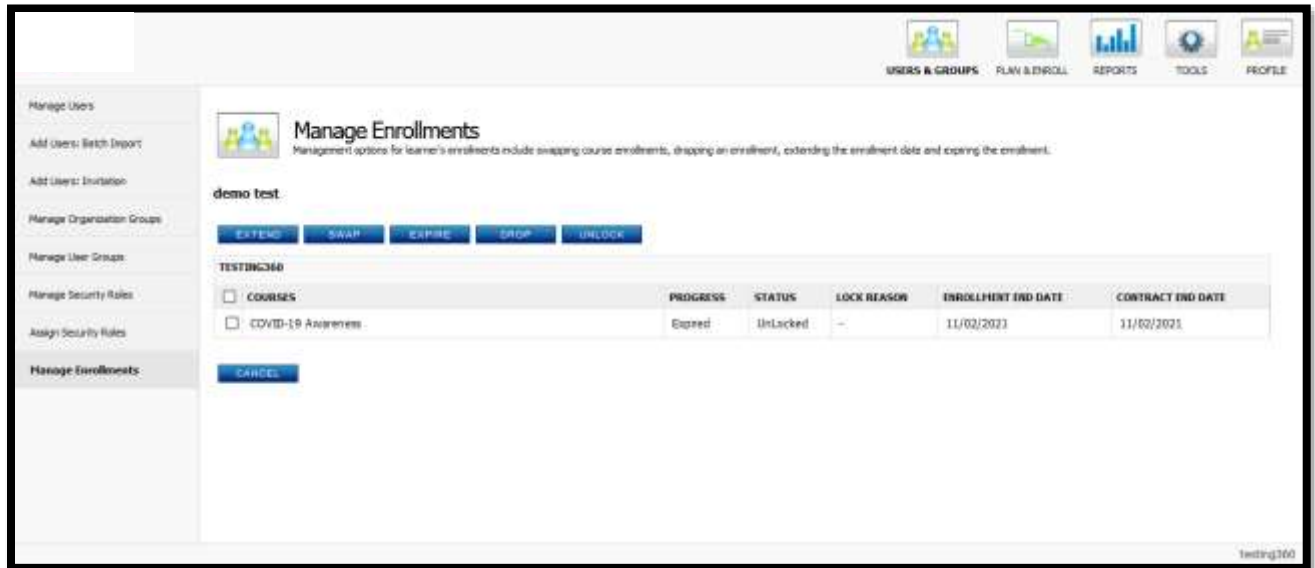 USERS & GROUPS PLAN & ENROLL REPORTS TOOLS PROFILE
Manage Users
Add Users: Batch Import
Add Users: Invitation
Manage Organization Groups
Manage User Groups
Manage Security Roles
Assign Security Roles
Manage Enrollments
Manage Enrollments
Management options for learner's enrollments include swapping course enrollments, dropping an enrollment, extending the enrollment date and expiring the enrollment.
demo test
EXTEND SWAP EXPIRE DROP UNLOCK
TESTING360
COURSES PROGRESS STATUS LOCK REASON ENROLLMENT END DATE CONTRACT END DATE
COVID-19 Awareness Expired UnLocked -- 11/02/2021 11/02/2021
CANCEL
testing360